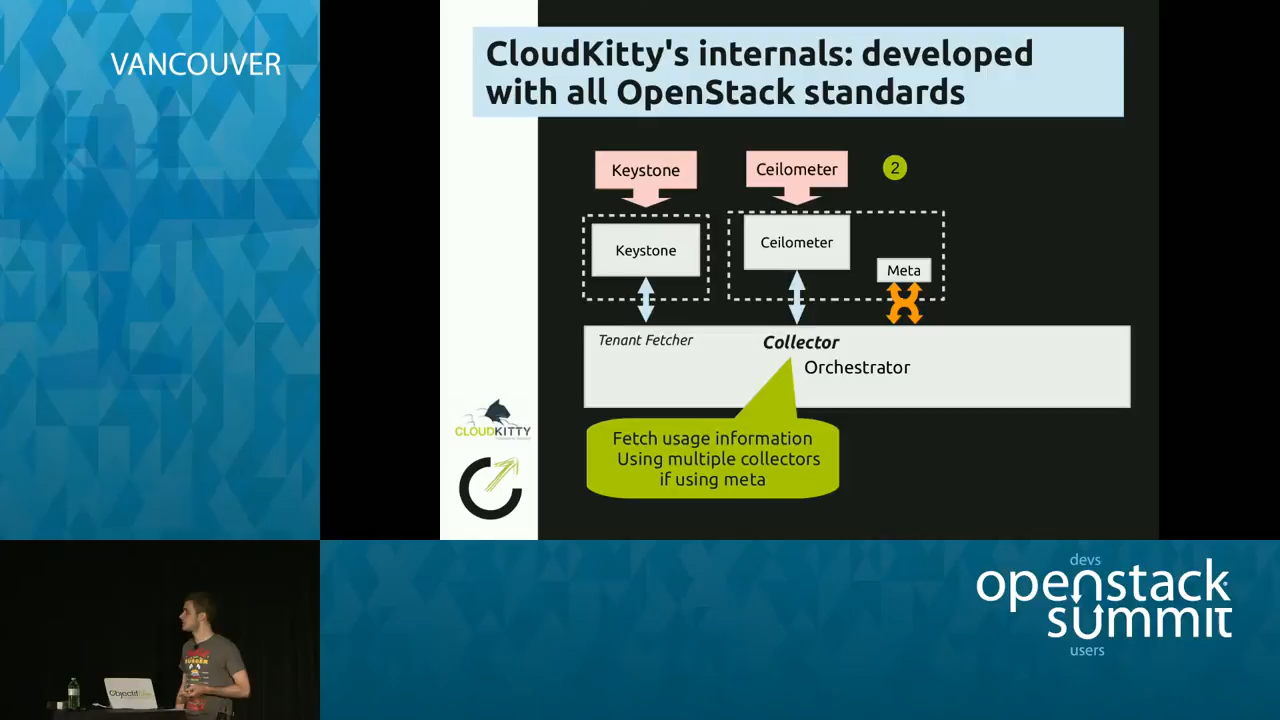 VANCOUVER
CloudKitty's internals: developed
with all OpenStack standards
Keystone
Ceilometer
2
Keystone
Ceilometer
Meta
Tenant Fetcher
Collector
Orchestrator
Fetch usage information
Using multiple collectors
if using meta
CLOUDKITTY
devs
openstack
summit
users